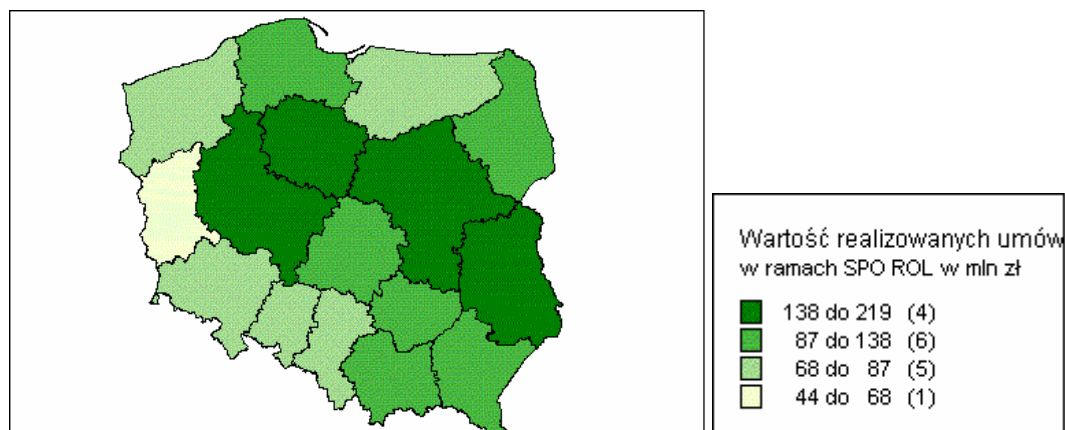 Wartość realizowanych umów
w ramach SPO ROL w mln zł
138 do 219 (4)
87 do 138 (6)
68 do 87 (5)
44 do 68 (1)